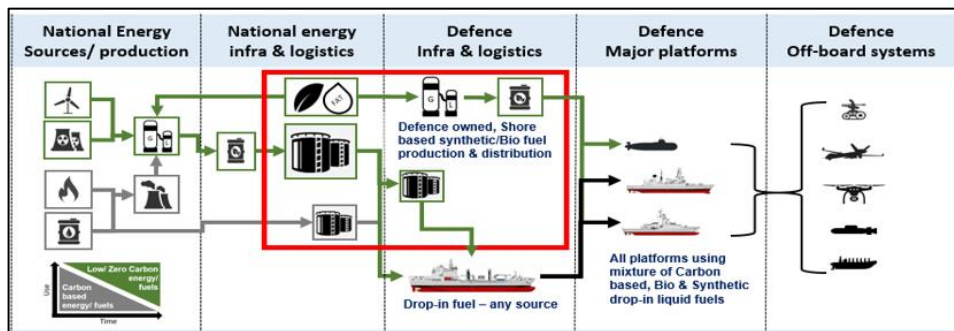 National Energy
Sources/ production
National energy
infra & logistics
Defence
Infra & logistics
Defence
Major platforms
Defence
Off-board systems
G
L
FAT
G
L
Defence owned, Shore
based synthetic/Bio fuel
production & distribution
Low/ Zero Carbon
energy/
fuels
Carbon
based
energy/ fuels
Use
Time
Drop-in fuel – any source
All platforms using
mixture of Carbon
based, Bio & Synthetic
drop-in liquid fuels